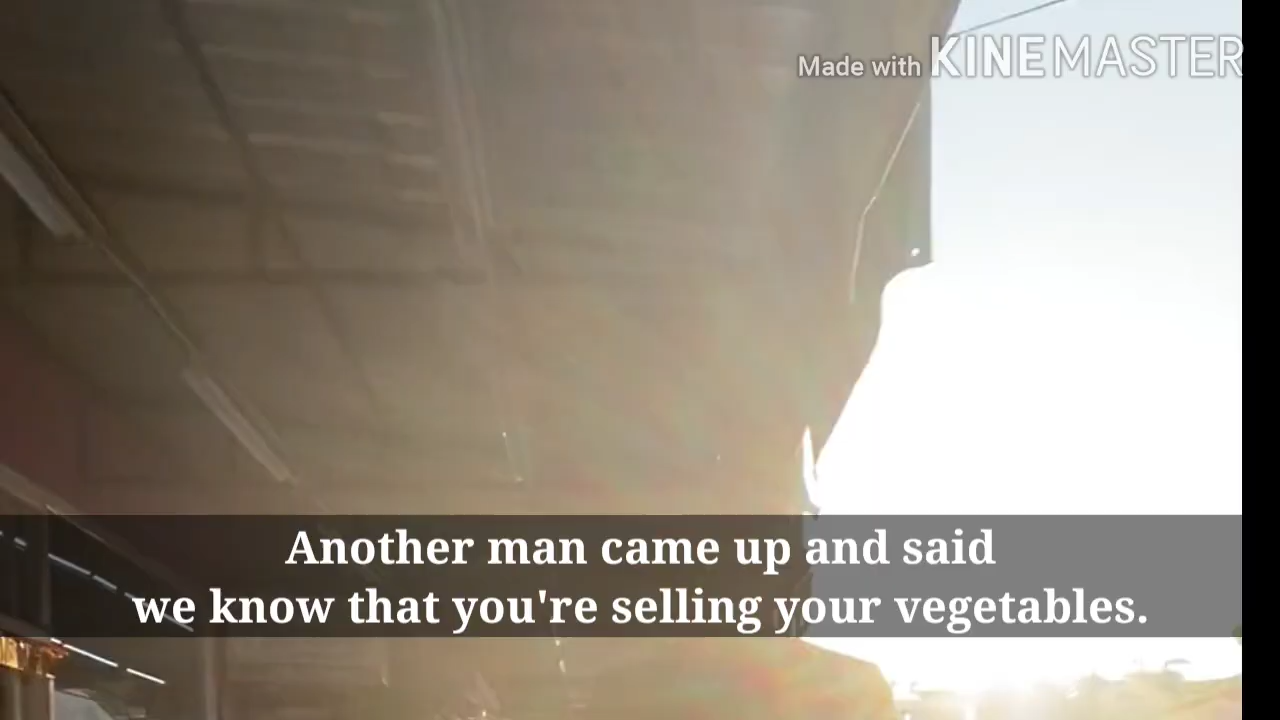 Made with KINEMASTER
Another man came up and said
we know that you're selling your vegetables.